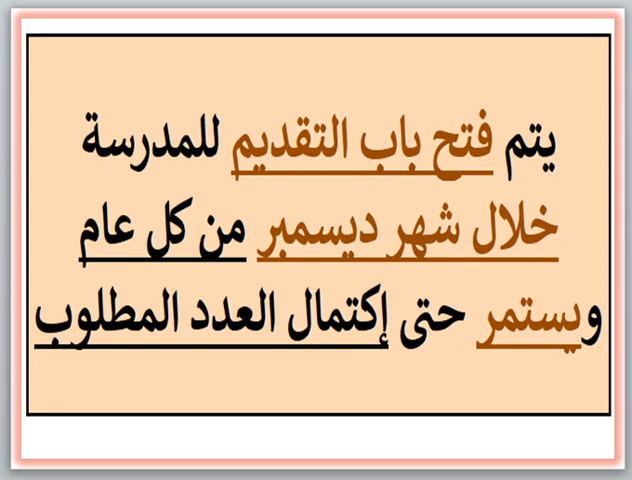 يتم فتح باب التقديم للمدرسة
خلال شهر ديسمبر من كل عام
ويستمر حتى إكتمال العدد المطلوب